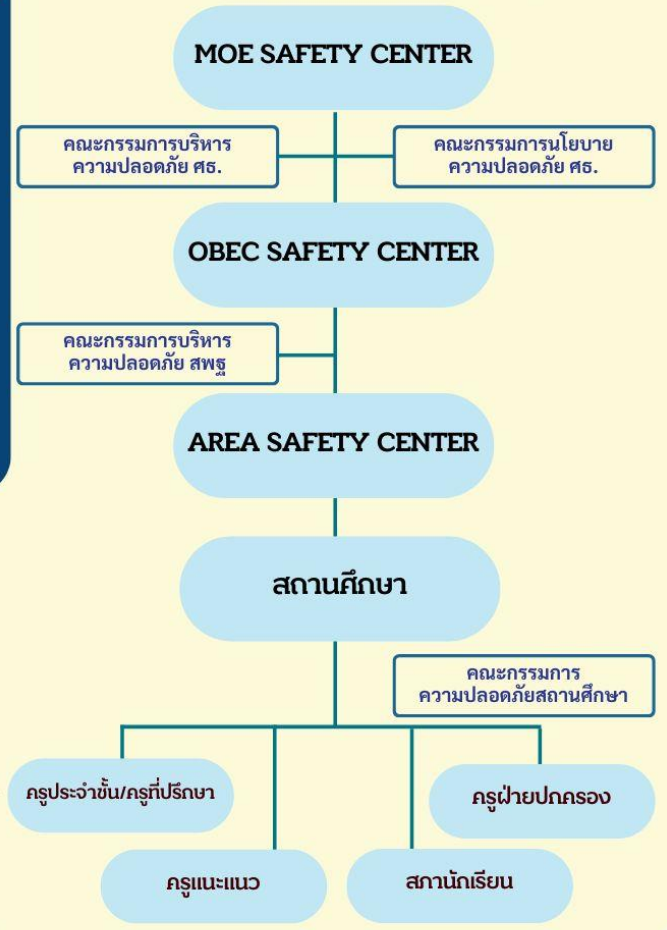 MOE SAFETY CENTER
คณะกรรมการบริหาร
ความปลอดภัย ศธ.
คณะกรรมการนโยบาย
ความปลอดภัย ศธ.
OBEC SAFETY CENTER
คณะกรรมการบริหาร
ความปลอดภัย สพฐ
AREA SAFETY CENTER
สถานศึกษา
คณะกรรมการ
ความปลอดภัยสถานศึกษา
ครูประจำชั้น/ครูที่ปรึกษา
ครูฝ่ายปกครอง
ครูแนะแนว
สภานักเรียน